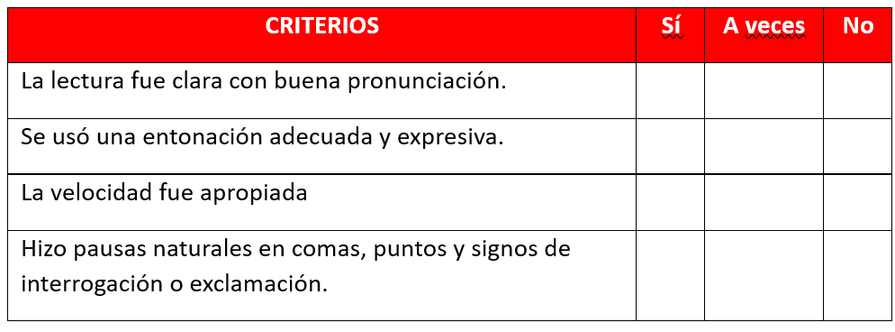 CRITERIOS Sí A veces No
La lectura fue clara con buena pronunciación.
Se usó una entonación adecuada y expresiva.
La velocidad fue apropiada
Hizo pausas naturales en comas, puntos y signos de
interrogación o exclamación.